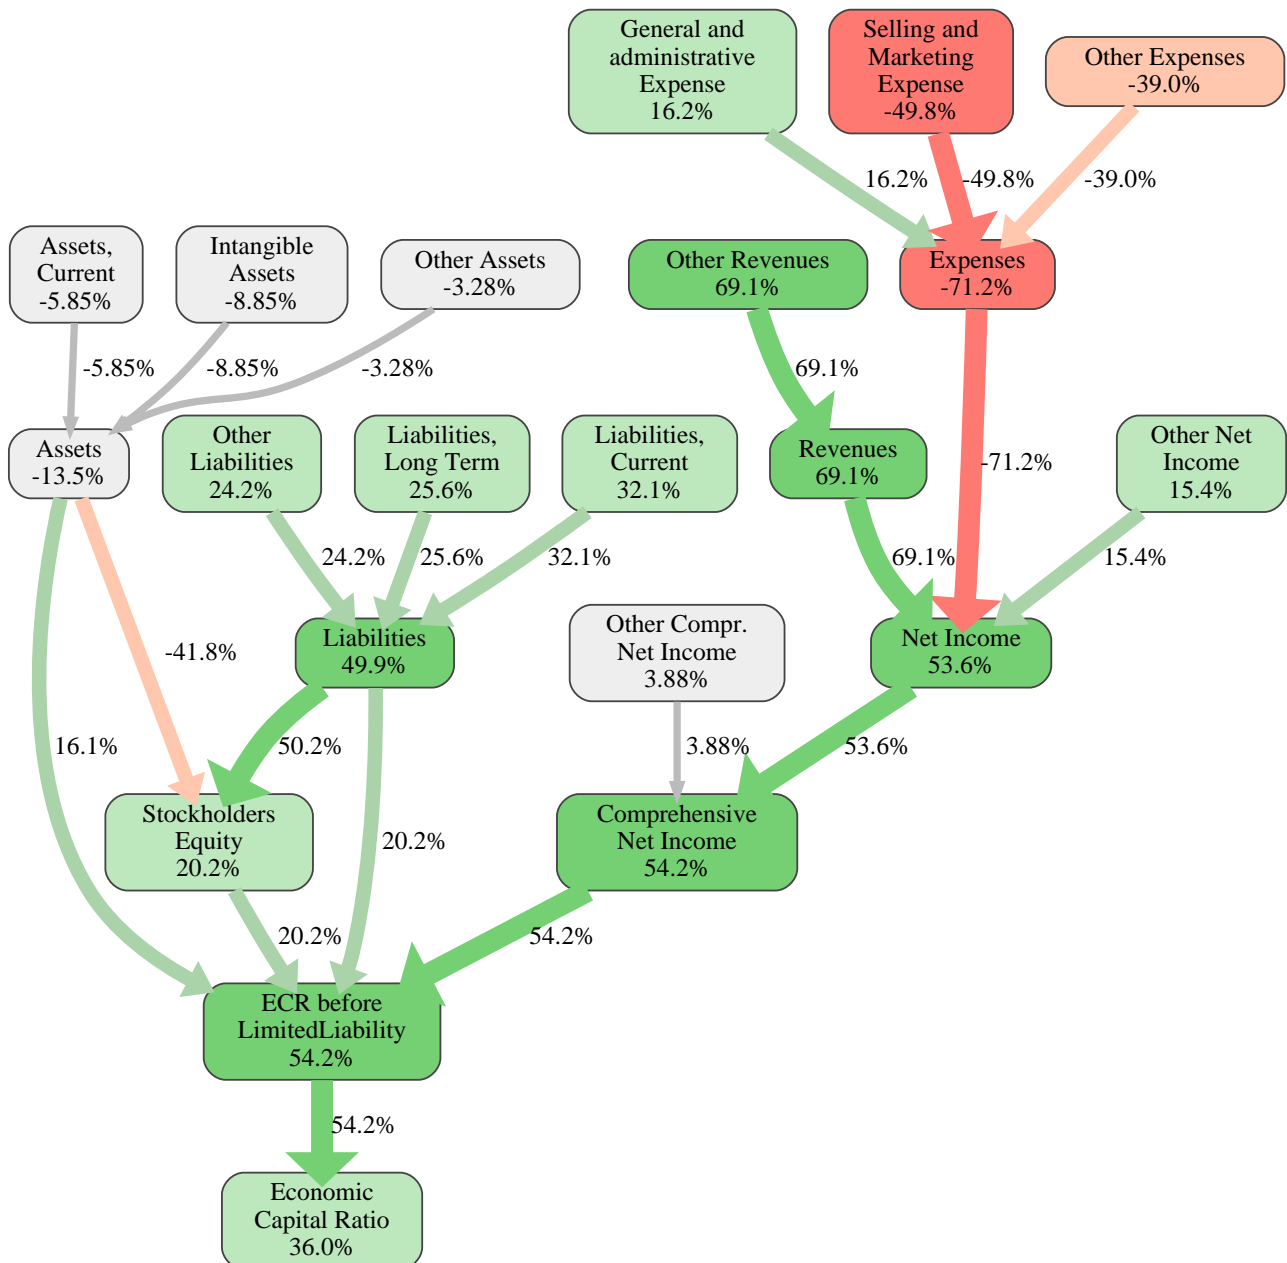 General and
administrative
Expense
16.2%
Selling and
Marketing
Expense
-49.8%
Other Expenses
-39.0%
16.2%
-49.8%
-39.0%
Assets,
Current
-5.85%
Intangible
Assets
-8.85%
Other Assets
-3.28%
Other Revenues
69.1%
Expenses
-71.2%
-5.85%
-8.85%
-3.28%
69.1%
Assets
-13.5%
Other
Liabilities
24.2%
Liabilities,
Long Term
25.6%
Liabilities,
Current
32.1%
Revenues
69.1%
-71.2%
Other Net
Income
15.4%
24.2%
25.6%
32.1%
69.1%
15.4%
-41.8%
Liabilities
49.9%
Other Compr.
Net Income
3.88%
Net Income
53.6%
16.1%
50.2%
3.88%
53.6%
Stockholders
Equity
20.2%
20.2%
Comprehensive
Net Income
54.2%
20.2%
54.2%
ECR before
LimitedLiability
54.2%
54.2%
Economic
Capital Ratio
36.0%